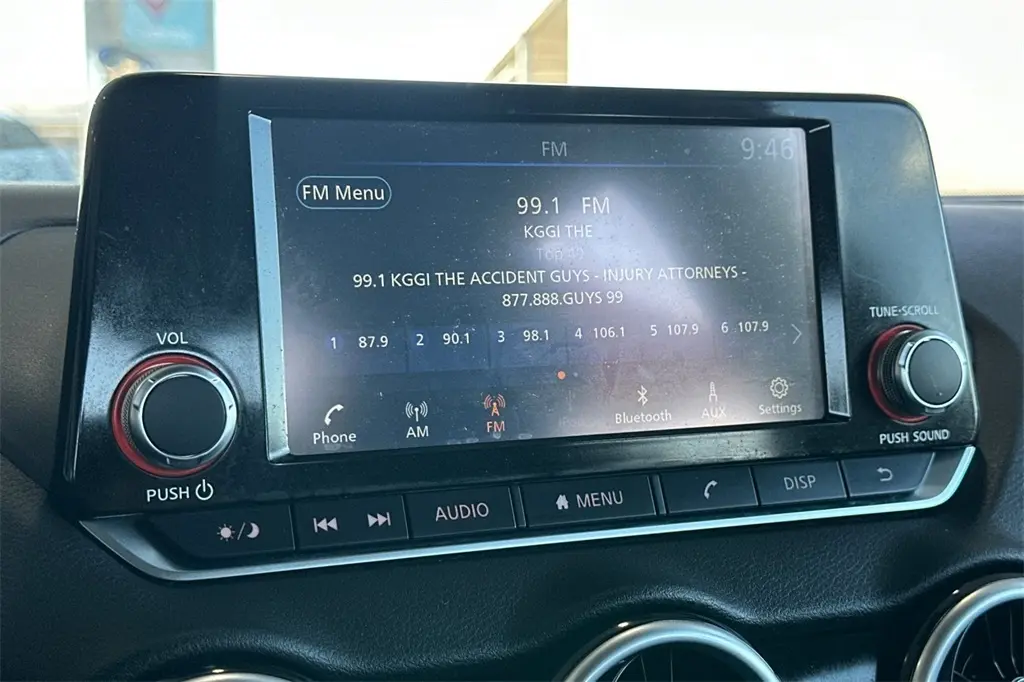 FM
9:46
FM Menu
99.1 FM
KGGI THE
Top 40
99.1 KGGI THE ACCIDENT GUYS - INJURY ATTORNEYS -
877.888.GUYS 99
1 87.9 2 90.1 3 98.1 4 106.1 5 107.9 6 107.9
Phone AM FM Bluetooth AUX Settings
VOL
PUSH
TUNE·SCROLL
PUSH SOUND
AUDIO MENU DISP